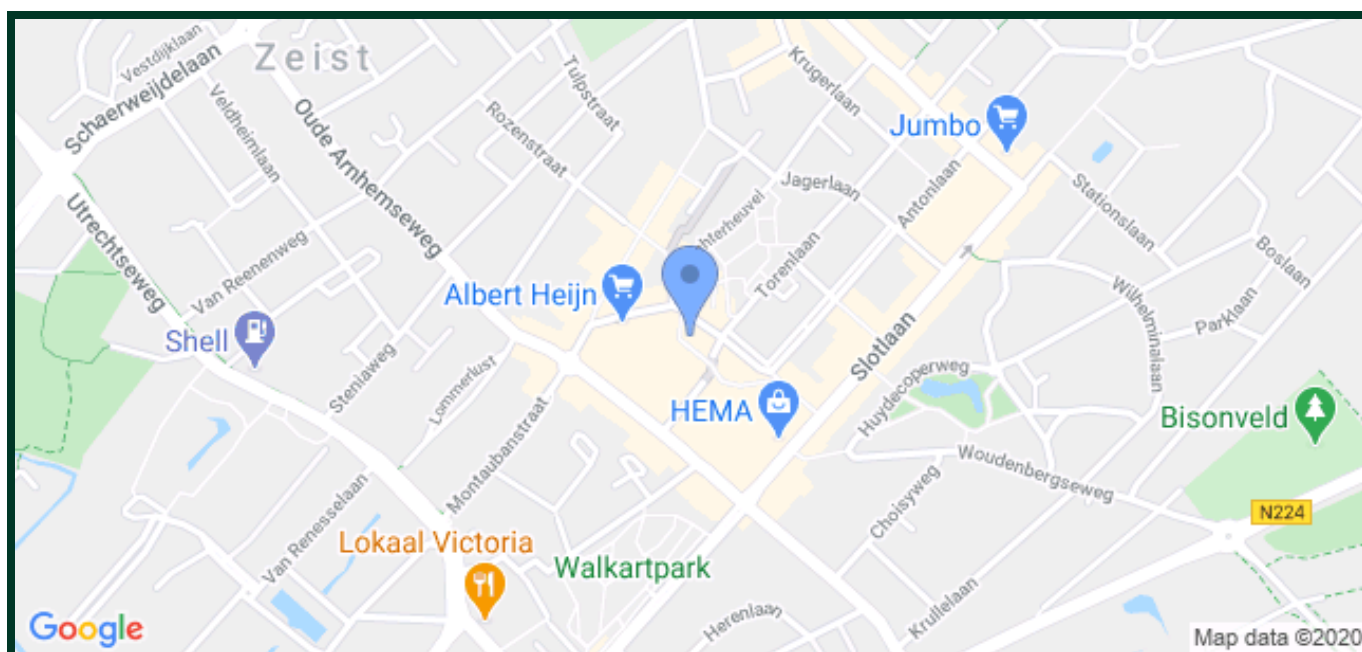 Vestdijklaan
Zeist
Schaerweijdelaan
Veldheimlaan
Oude Arnhemseweg
Tulpstraat
Rozenstraat
Krugerlaan
Jumbo
Jagerlaan
Antonlaan
Stationslaan
Utrechtseweg
Van Reenenweg
chterheuvel
Torenlaan
Boslaan
Wilhelminalaan
Parklaan
Albert Heijn
Shell
Steniaweg
Lommerlust
Slotlaan
Huydecoperweg
HEMA
Bisonveld
Montaubanstraat
Woudenbergseweg
Van Renesselaan
Choisyweg
N224
Lokaal Victoria
Walkartpark
Herenlaan
Krullelaan
Google
Map data ©2020